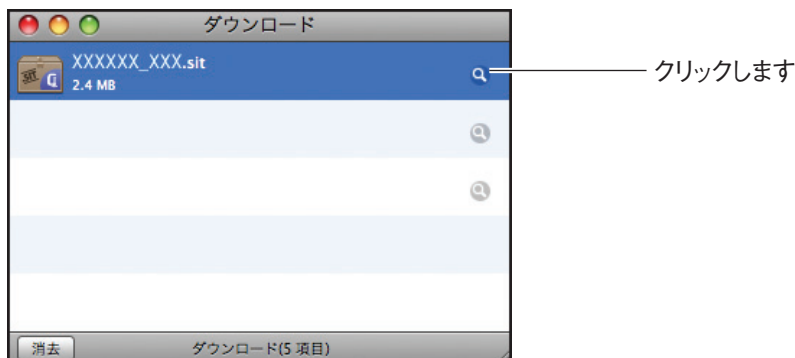 ダウンロード
XXXXXX_XXX.sit
2.4 MB
クリックします
消去
ダウンロード(5 項目)